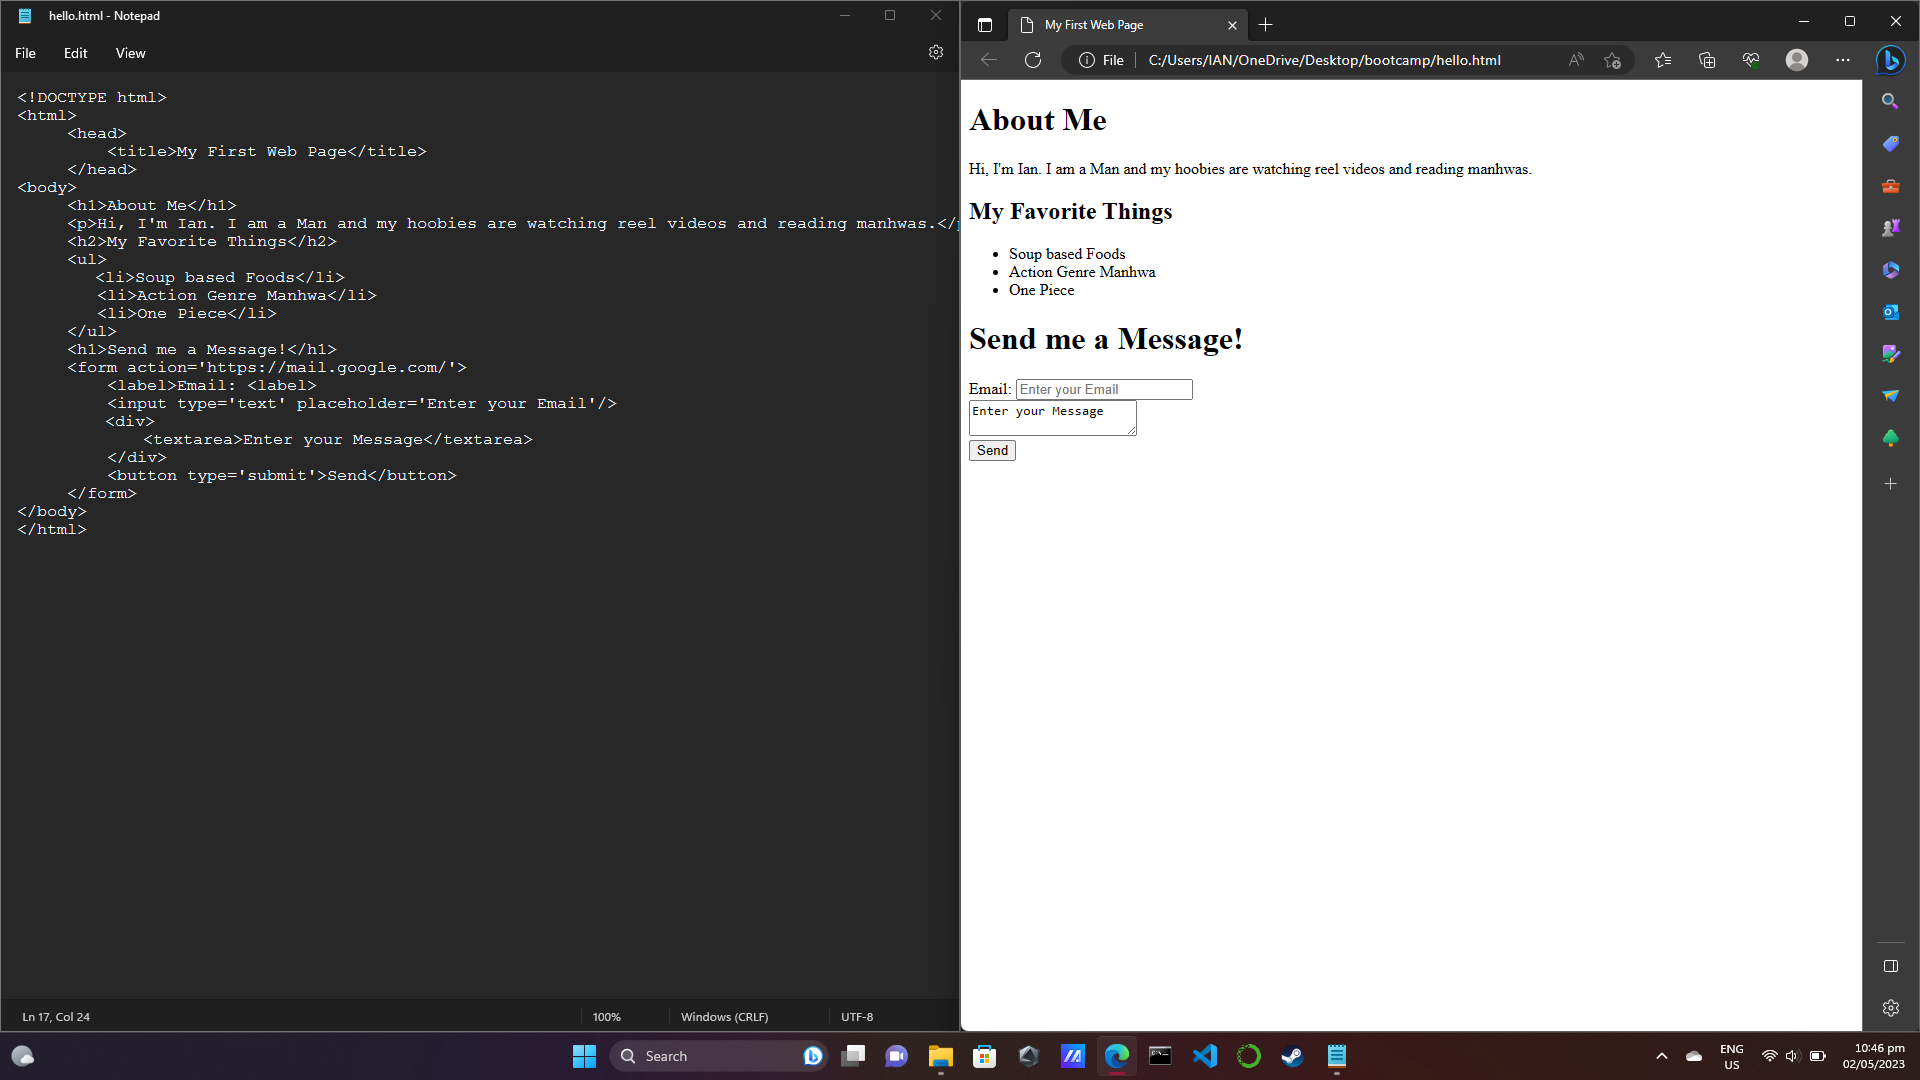 hello.html - Notepad
File Edit View
<!DOCTYPE html>
<html>
<head>
<title>My First Web Page</title>
</head>
<body>
<h1>About Me</h1>
<p>Hi, I'm Ian. I am a Man and my hoobies are watching reel videos and reading manhwas.</p
<h2>My Favorite Things</h2>
<ul>
<li>Soup based Foods</li>
<li>Action Genre Manhwa</li>
<li>One Piece</li>
</ul>
<h1>Send me a Message!</h1>
<form action='https://mail.google.com/'>
<label>Email: <label>
<input type='text' placeholder='Enter your Email'/>
<div>
<textarea>Enter your Message</textarea>
</div>
<button type='submit'>Send</button>
</form>
</body>
</html>
Ln 17, Col 24 100% Windows (CRLF) UTF-8
My First Web Page
File C:/Users/IAN/OneDrive/Desktop/bootcamp/hello.html
About Me
Hi, I'm Ian. I am a Man and my hoobies are watching reel videos and reading manhwas.
My Favorite Things
• Soup based Foods
• Action Genre Manhwa
• One Piece
Send me a Message!
Email: Enter your Email
Enter your Message
Send
Search
ENG
US
10:46 pm
02/05/2023